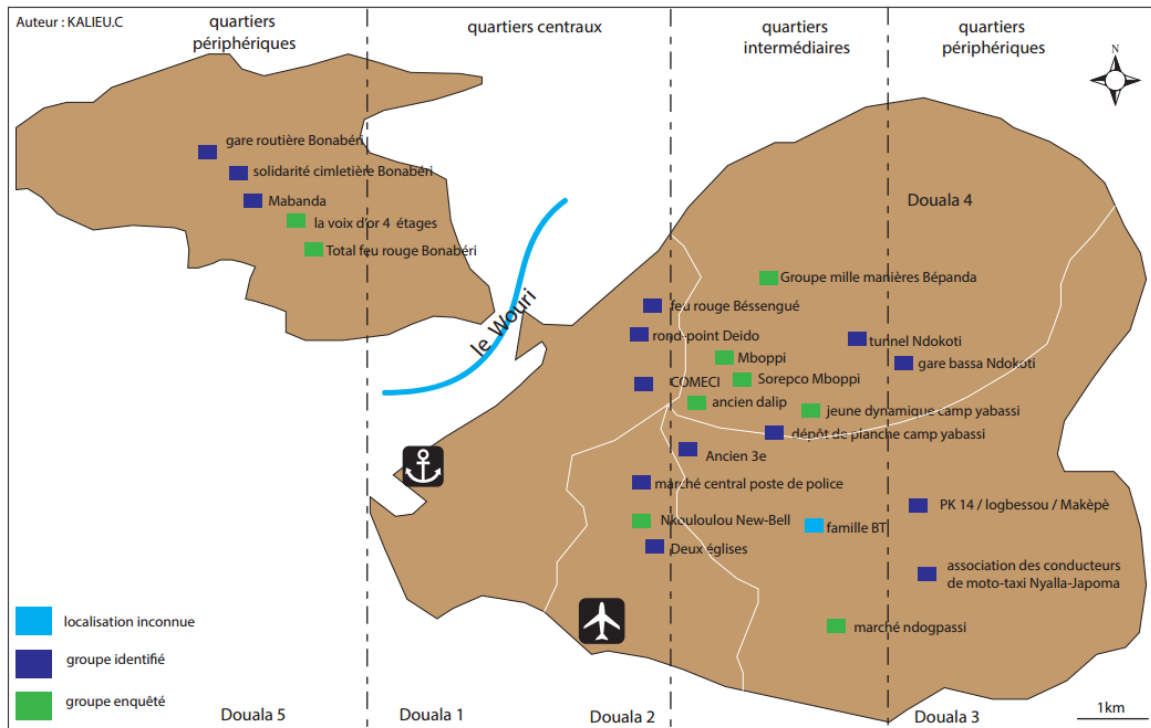 Auteur : KALIEU.C
quartiers
périphériques
quartiers centraux
quartiers
intermédiaires
quartiers
périphériques
N
gare routière Bonabéri
solidarité cimletière Bonabéri
Mabanda
la voix d'or 4 étages
Total feu rouge Bonabéri
le Wouri
Douala 4
Groupe mille manières Bépanda
feu rouge Béssengué
rond-point Deido
tunnel Ndokoti
Mboppi
gare bassa Ndokoti
COMECI
Sorepco Mboppi
ancien dalip
jeune dynamique camp yabassi
dépôt de planche camp yabassi
Ancien 3e
marché central poste de police
PK 14 / logbessou / Makèpè
Nkouloulou New-Bell
famille BT
Deux églises
association des conducteurs
de moto-taxi Nyalla-Japoma
marché ndogpassi
localisation inconnue
groupe identifié
groupe enquêté
Douala 5
Douala 1
Douala 2
Douala 3
1km